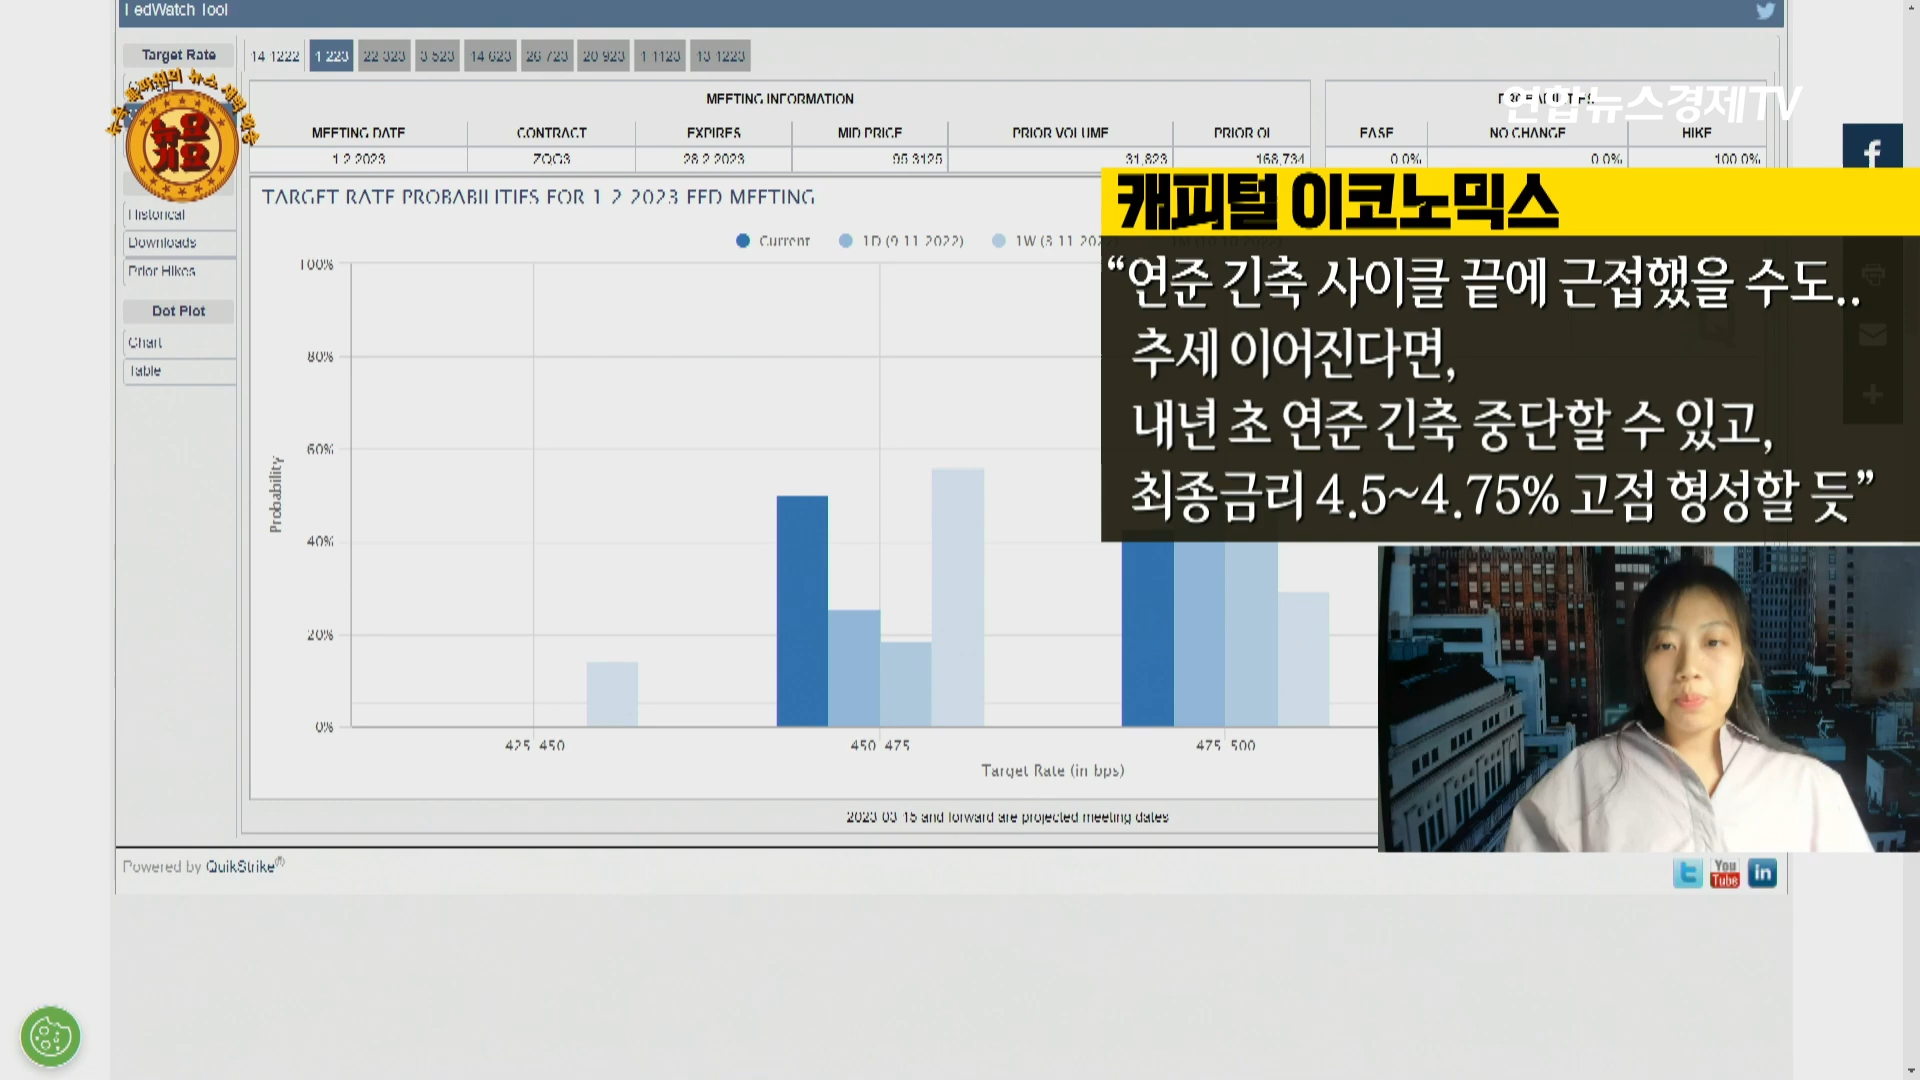 FedWatch Tool
Target Rate
14 1222
1 223
22 323
3 523
14 623
26 723
20 923
1 1123
13 1223
MEETING INFORMATION
연합뉴스경제TV
MEETING DATE
CONTRACT
EXPIRES
MID PRICE
PRIOR VOLUME
PRIOR OI
EASE
NO CHANGE
HIKE
1 2 2023
ZQG3
28 2 2023
95.3125
31,823
168,734
0.0%
0.0%
100.0%
TARGET RATE PROBABILITIES FOR 1 2 2023 FED MEETING
캐피털 이코노믹스
Historical
Downloads
Prior Hikes
Dot Plot
Chart
Table
Current
1D (9 11 2022)
1W (3 11 2022)
“연준 긴축 사이클 끝에 근접했을 수도..
추세 이어진다면,
내년 초 연준 긴축 중단할 수 있고,
최종금리 4.5~4.75% 고점 형성할 듯”
100%
80%
60%
40%
20%
0%
Probability
425 450
450 475
475 500
Target Rate (in bps)
2023 03 15 and forward are projected meeting dates
Powered by QuikStrike®
You
Tube
in